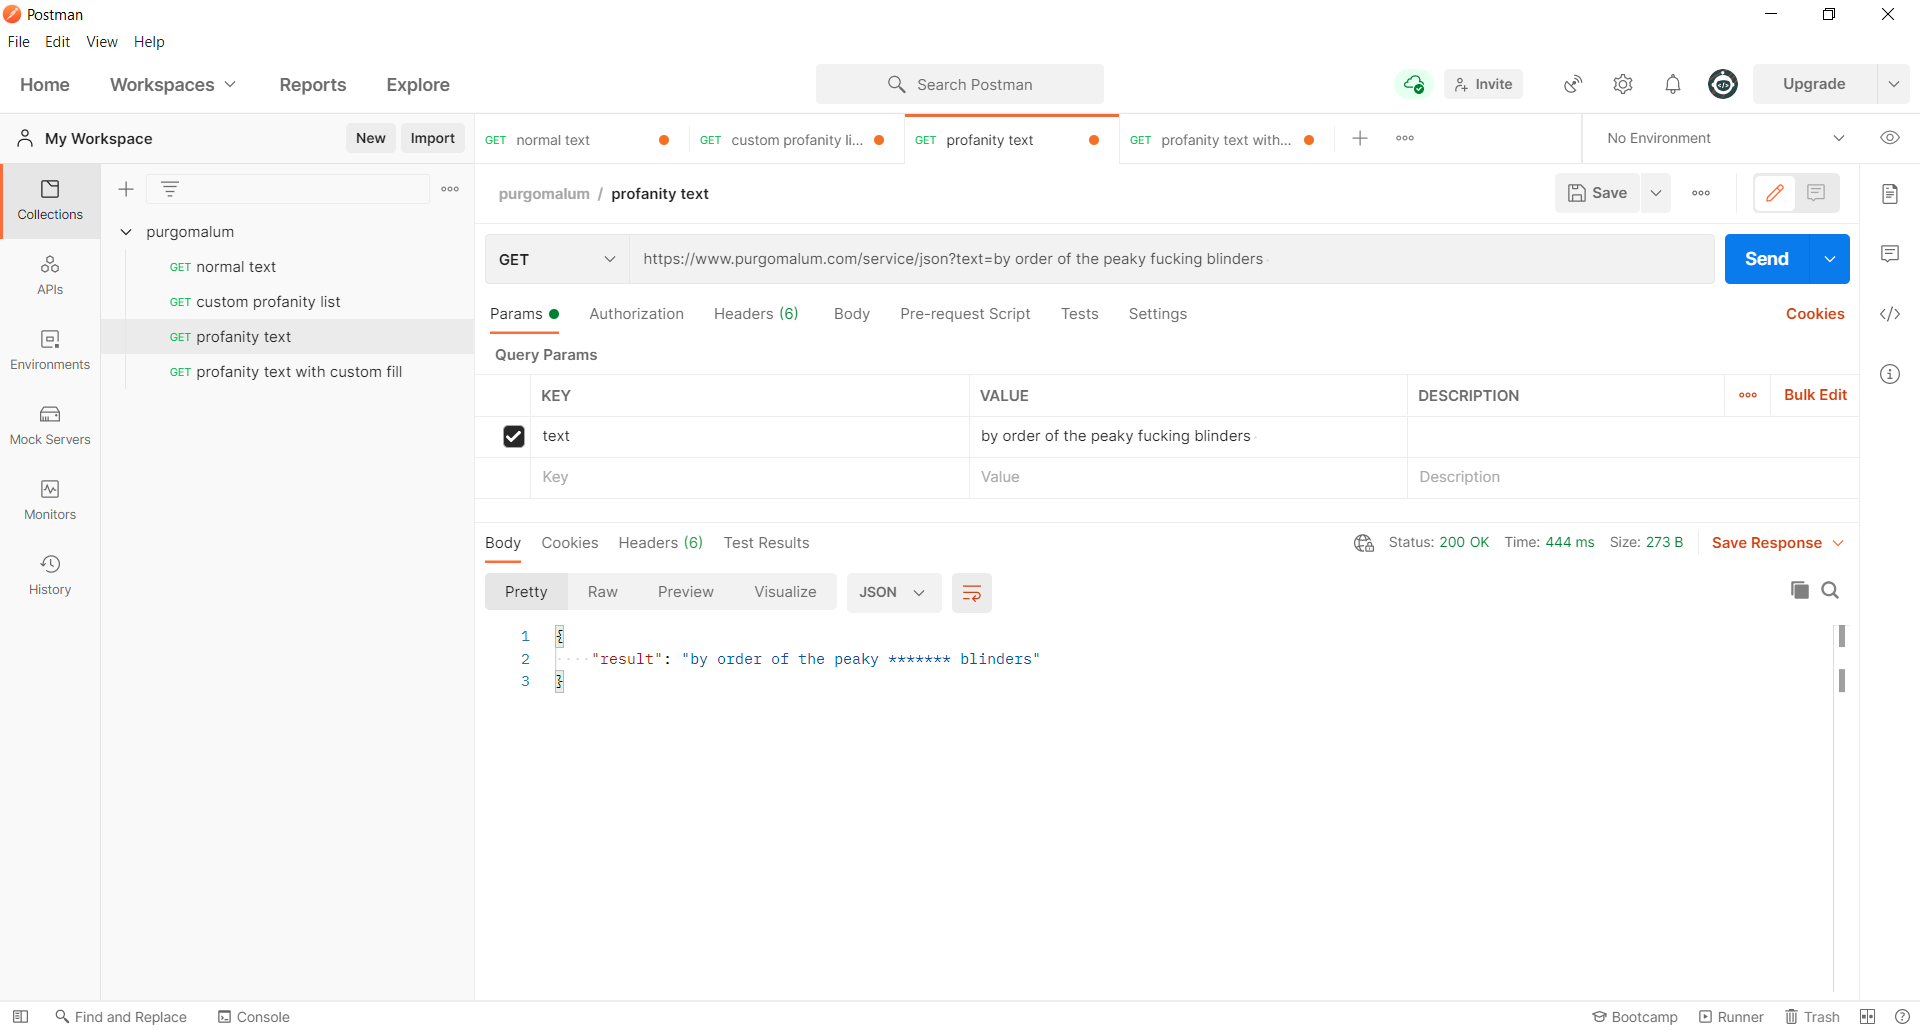 Postman
File Edit View Help
Home Workspaces Reports Explore Search Postman Invite Upgrade
My Workspace New Import GET normal text GET custom profanity li... GET profanity text GET profanity text with... No Environment
Collections
APIs
Environments
Mock Servers
Monitors
History
purgomalum
GET normal text
GET custom profanity list
GET profanity text
GET profanity text with custom fill
purgomalum / profanity text Save
GET https://www.purgomalum.com/service/json?text=by order of the peaky fucking blinders Send
Params Authorization Headers (6) Body Pre-request Script Tests Settings Cookies
Query Params
KEY VALUE DESCRIPTION Bulk Edit
text by order of the peaky fucking blinders
Key Value Description
Body Cookies Headers (6) Test Results Status: 200 OK Time: 444 ms Size: 273 B Save Response
Pretty Raw Preview Visualize JSON
1 {
2 "result": "by order of the peaky ******* blinders"
3 }
Find and Replace Console Bootcamp Runner Trash